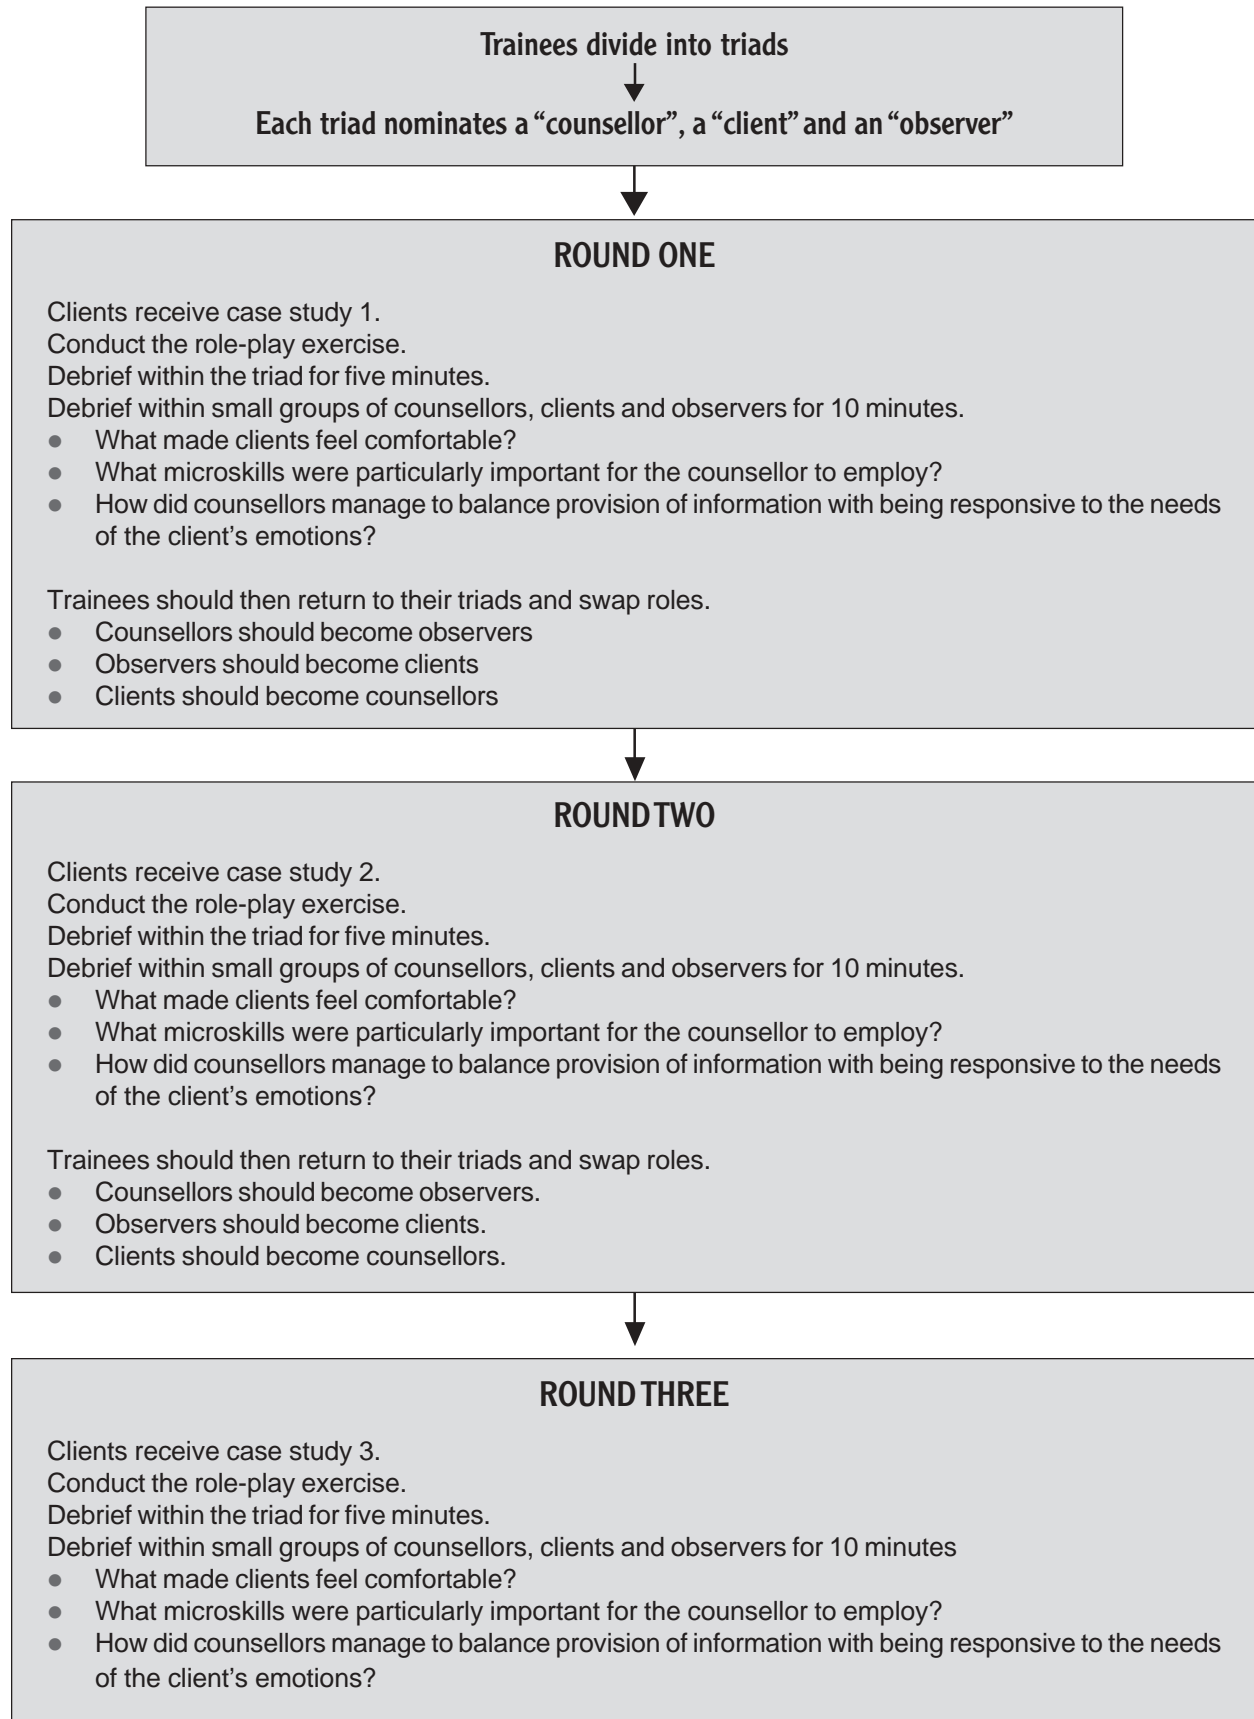 Trainees divide into triads
Each triad nominates a “counsellor”, a “client” and an “observer”
ROUND ONE
Clients receive case study 1.
Conduct the role-play exercise.
Debrief within the triad for five minutes.
Debrief within small groups of counsellors, clients and observers for 10 minutes.
● What made clients feel comfortable?
● What microskills were particularly important for the counsellor to employ?
● How did counsellors manage to balance provision of information with being responsive to the needs
of the client’s emotions?
Trainees should then return to their triads and swap roles.
● Counsellors should become observers
● Observers should become clients
● Clients should become counsellors
ROUND TWO
Clients receive case study 2.
Conduct the role-play exercise.
Debrief within the triad for five minutes.
Debrief within small groups of counsellors, clients and observers for 10 minutes.
● What made clients feel comfortable?
● What microskills were particularly important for the counsellor to employ?
● How did counsellors manage to balance provision of information with being responsive to the needs
of the client’s emotions?
Trainees should then return to their triads and swap roles.
● Counsellors should become observers.
● Observers should become clients.
● Clients should become counsellors.
ROUND THREE
Clients receive case study 3.
Conduct the role-play exercise.
Debrief within the triad for five minutes.
Debrief within small groups of counsellors, clients and observers for 10 minutes
● What made clients feel comfortable?
● What microskills were particularly important for the counsellor to employ?
● How did counsellors manage to balance provision of information with being responsive to the needs
of the client’s emotions?